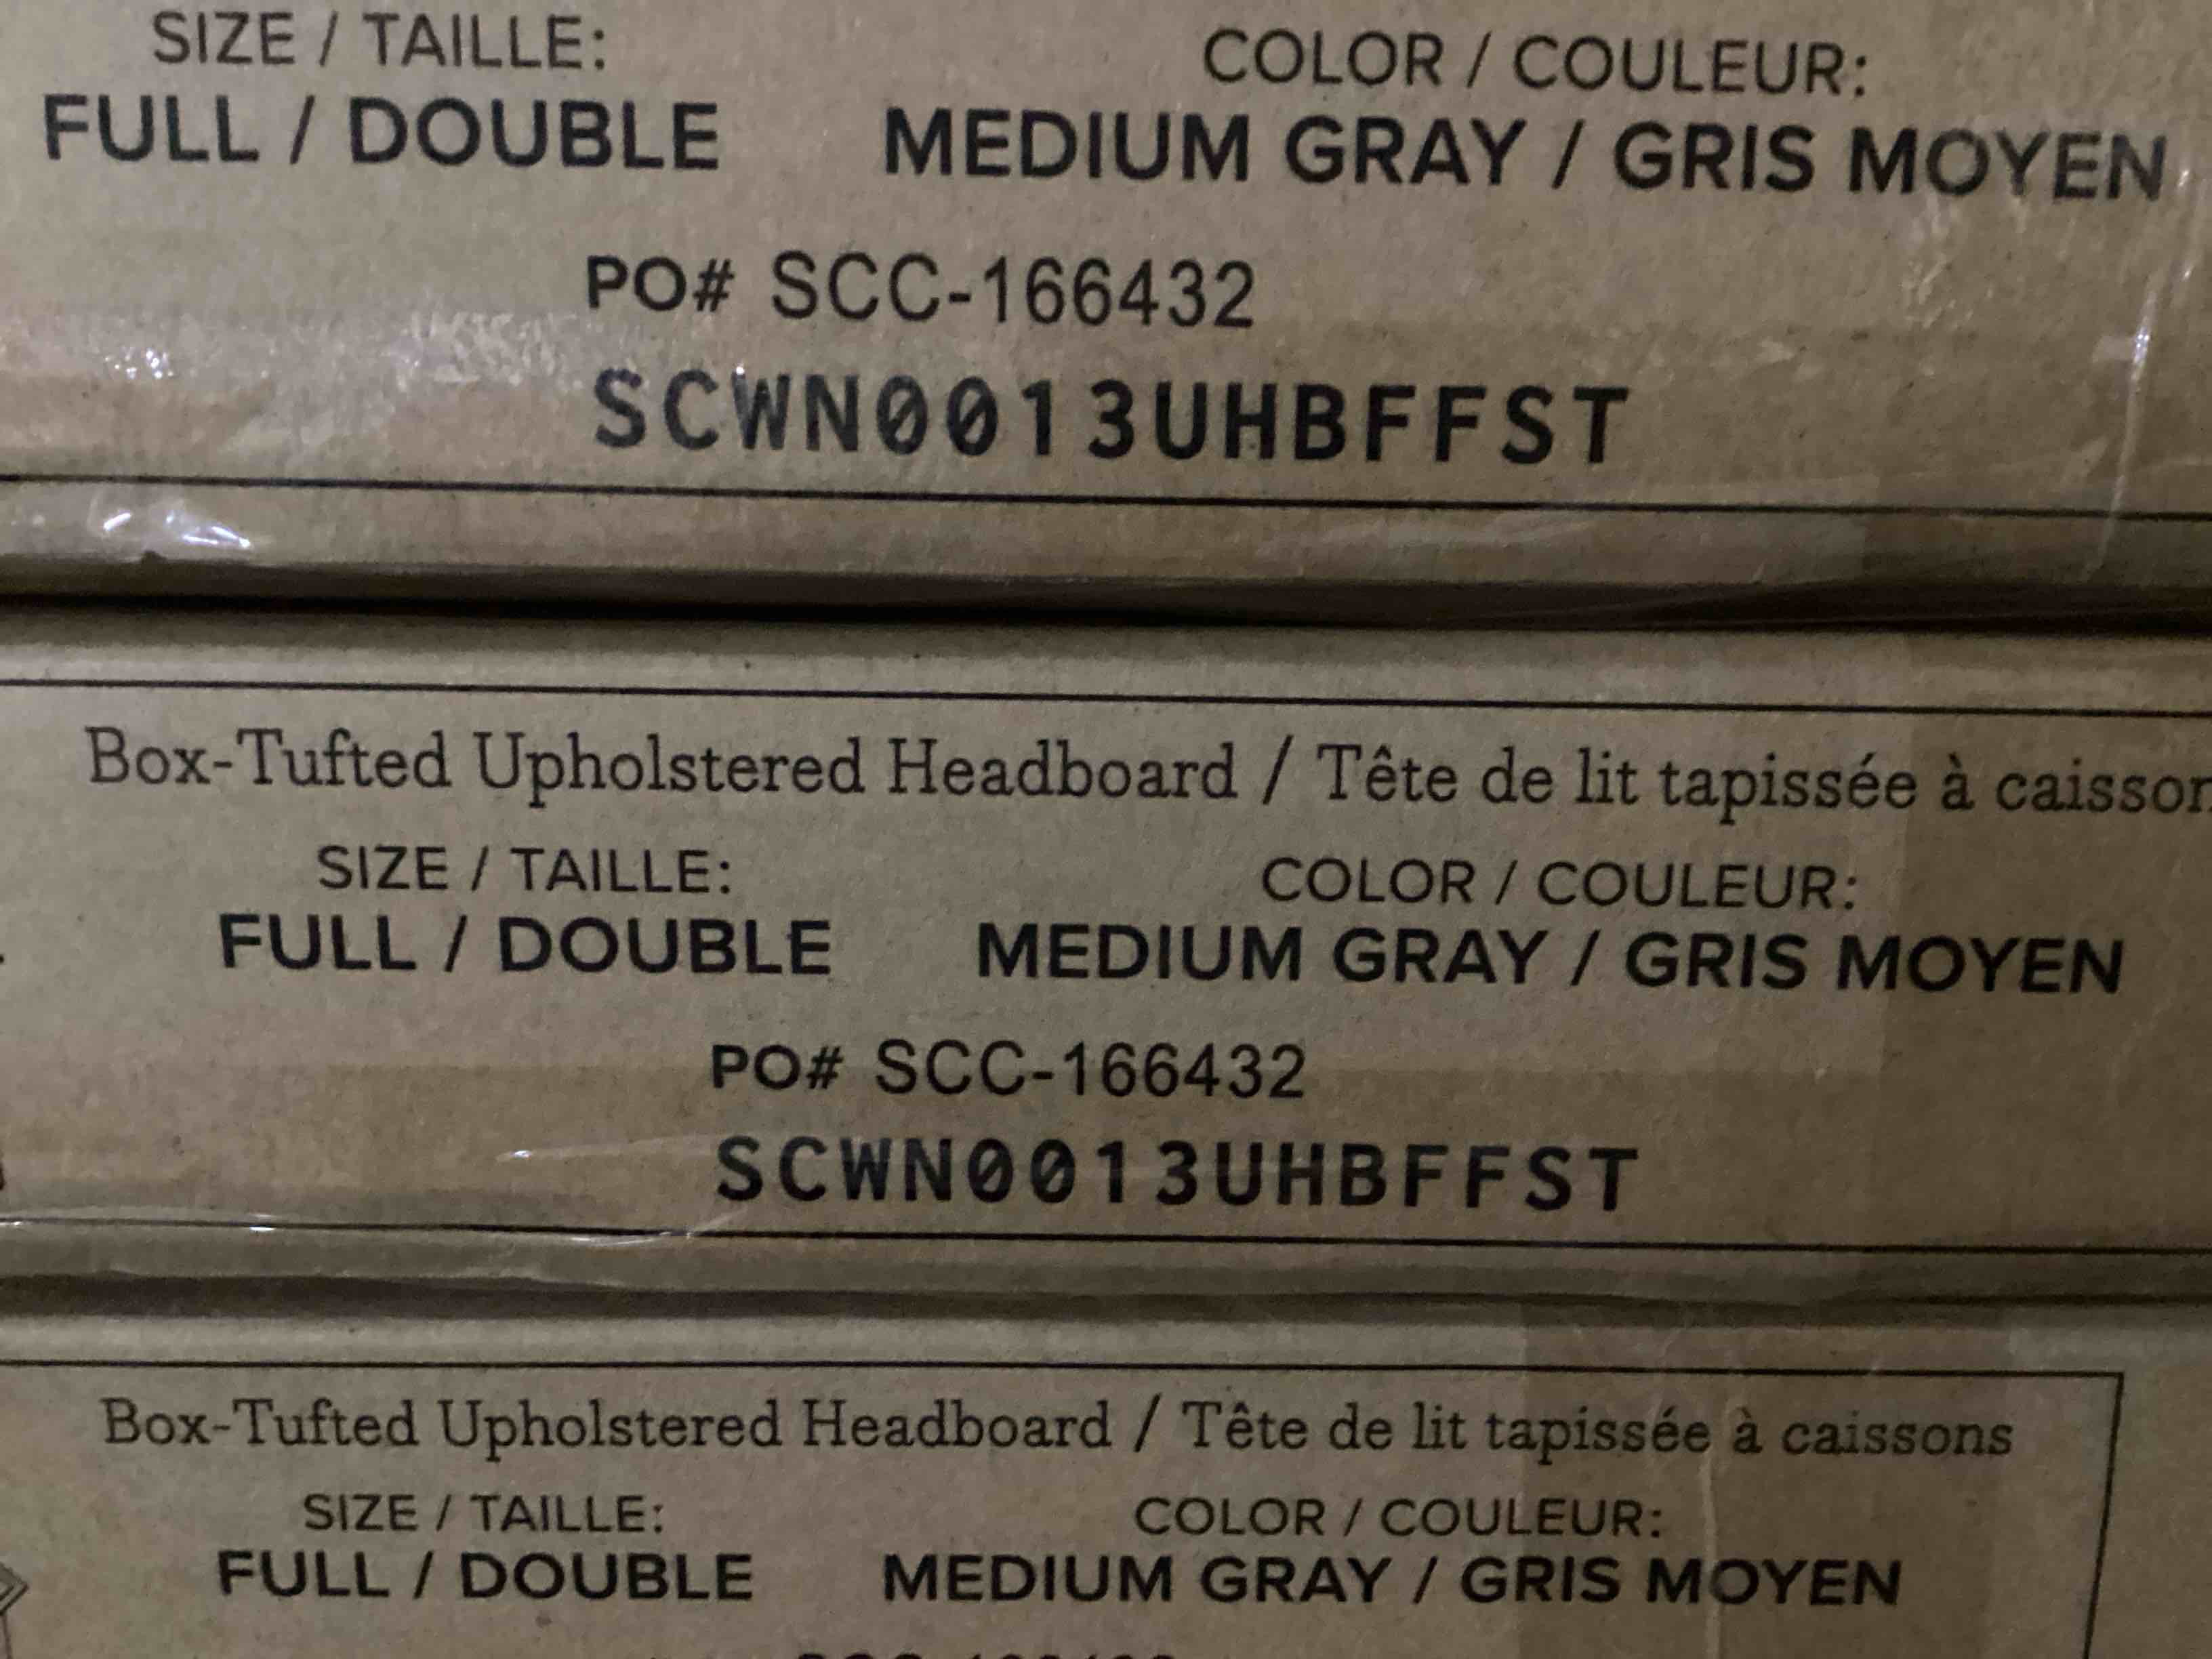 SIZE / TAILLE: COLOR / COULEUR:
FULL / DOUBLE MEDIUM GRAY / GRIS MOYEN
PO# SCC-166432
SCWN0013UHBFFST
Box-Tufted Upholstered Headboard / Tête de lit tapissée à caisson
SIZE / TAILLE: COLOR / COULEUR:
FULL / DOUBLE MEDIUM GRAY / GRIS MOYEN
PO# SCC-166432
SCWN0013UHBFFST
Box-Tufted Upholstered Headboard / Tête de lit tapissée à caissons
SIZE / TAILLE: COLOR / COULEUR:
FULL / DOUBLE MEDIUM GRAY / GRIS MOYEN